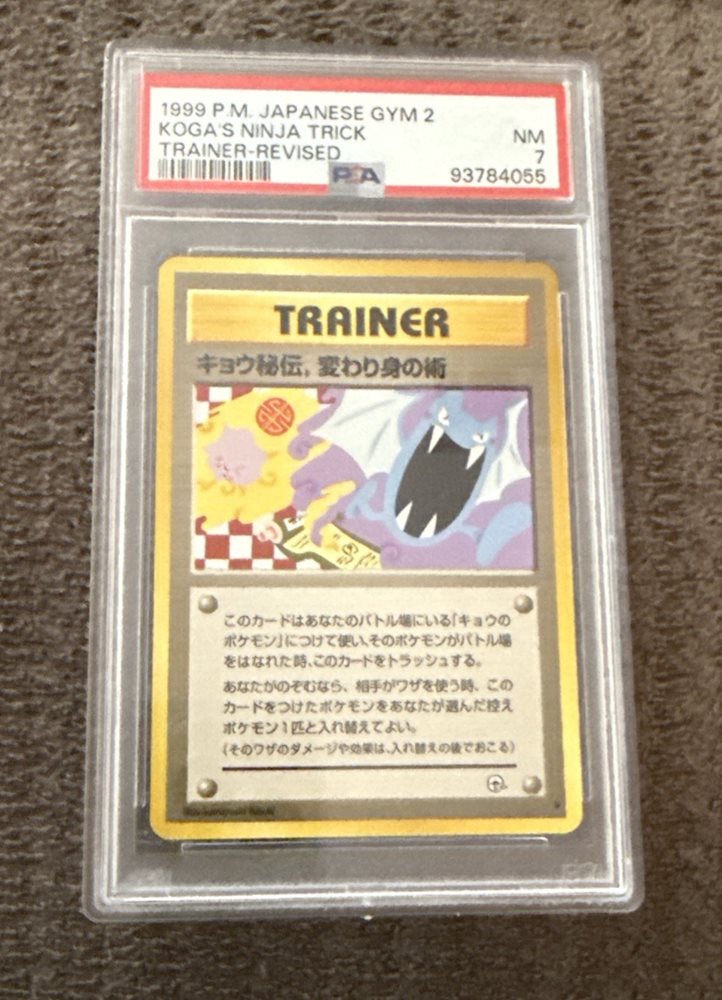 1999 P.M. JAPANESE GYM 2
KOGA'S NINJA TRICK
NM
TRAINER-REVISED
7
PSA
93784055
TRAINER
キョウ秘伝,変わり身の術
このカードはあなたのバトル場にいる「キョウの
ポケモン」につけて使い、そのポケモンがバトル場
をはなれた時、このカードをトラッシュする。
あなたがのぞむなら、相手がワザを使う時、この
カードをつけたポケモンをあなたが選んだ控え
ポケモン1匹と入れ替えてよい。
(そのワザのダメージや効果は、入れ替えの後でおこる)